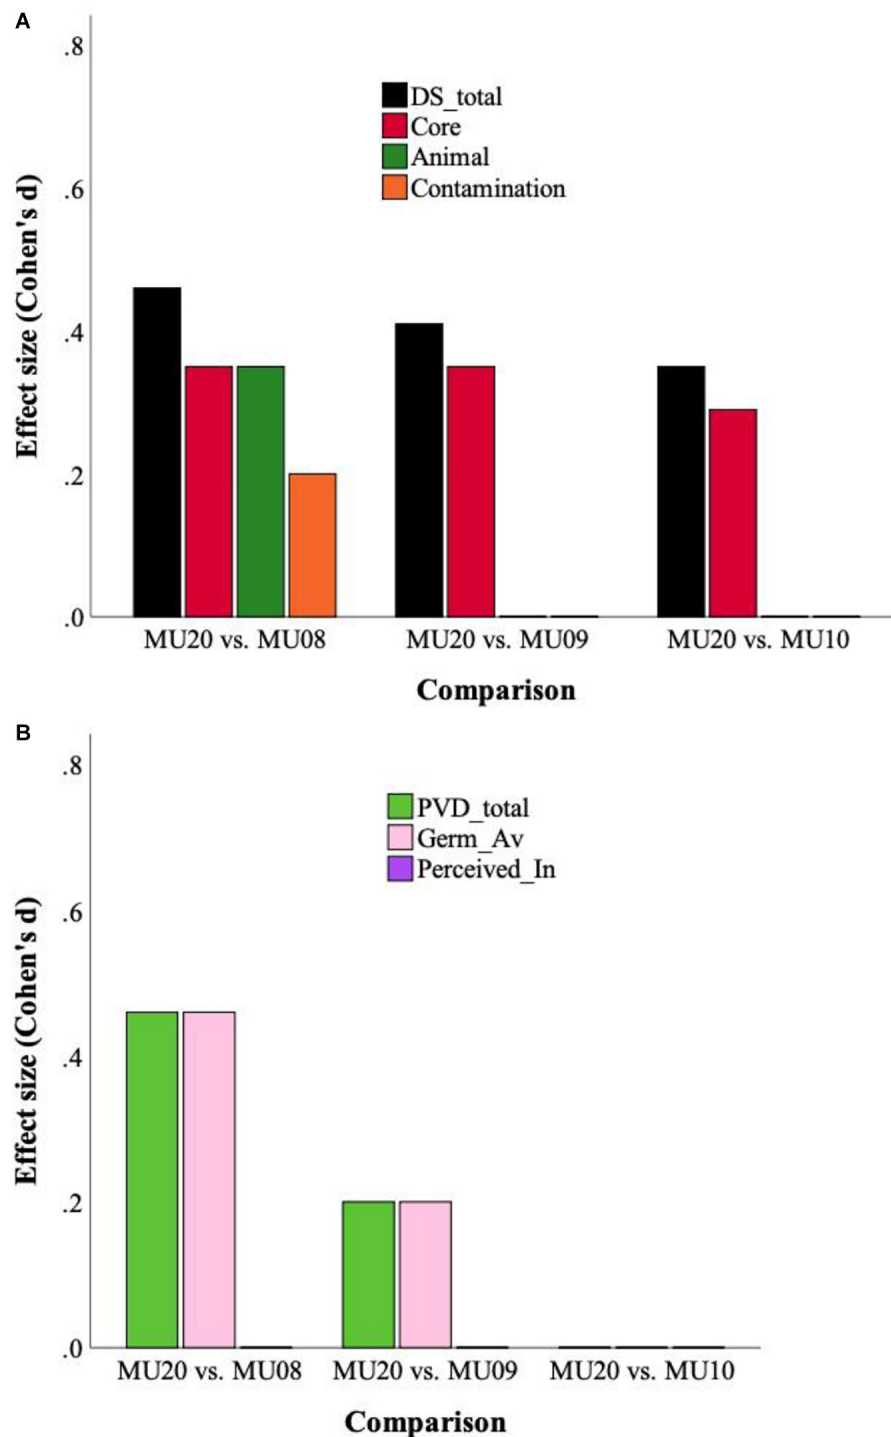 A
Effect size (Cohen's d)
.8
.6
.4
.2
.0
DS_total
Core
Animal
Contamination
MU20 vs. MU08 MU20 vs. MU09 MU20 vs. MU10
Comparison
B
Effect size (Cohen's d)
.8
.6
.4
.2
.0
PVD_total
Germ_Av
Perceived_In
MU20 vs. MU08 MU20 vs. MU09 MU20 vs. MU10
Comparison